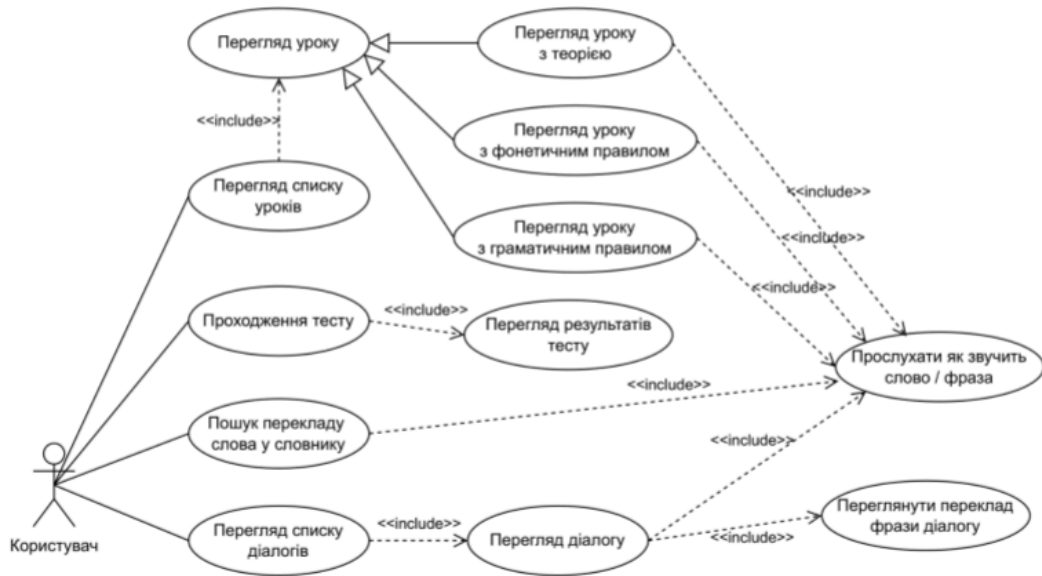 Перегляд уроку
Перегляд уроку
з теорією
<<include>>
Перегляд уроку
з фонетичним правилом
Перегляд списку
уроків
<<include>>
Перегляд уроку
з граматичним правилом
<<include>>
<<include>>
Проходження тесту
<<include>>
Перегляд результатів
тесту
Прослухати як звучить
слово / фраза
Пошук перекладу
слова у словнику
<<include>>
<<include>>
Користувач
Перегляд списку
діалогів
<<include>>
Перегляд діалогу
<<include>>
Переглянути переклад
фрази діалогу